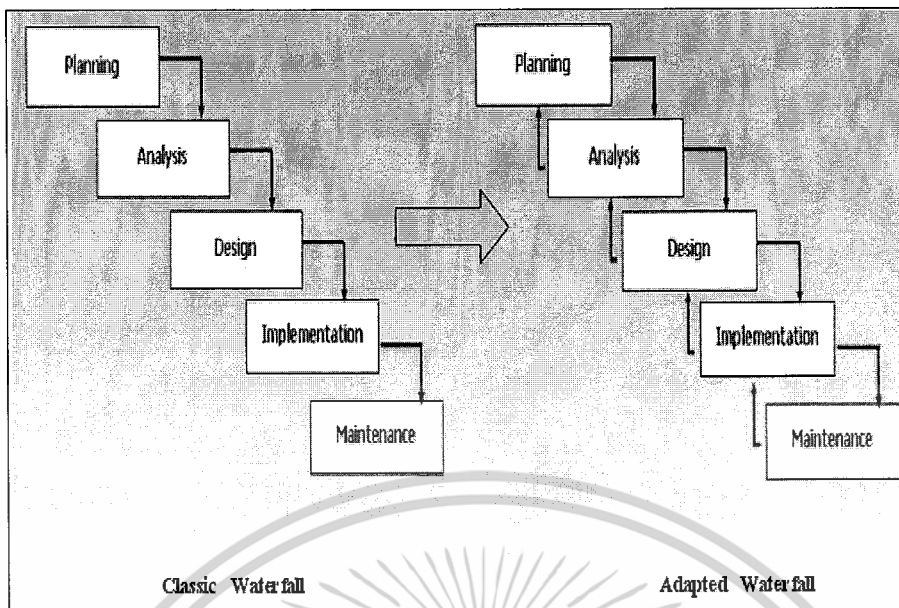 Planning
Analysis
Design
Implementation
Maintenance
Planning
Analysis
Design
Implementation
Maintenance
Classic Waterfall
Adapted Waterfall